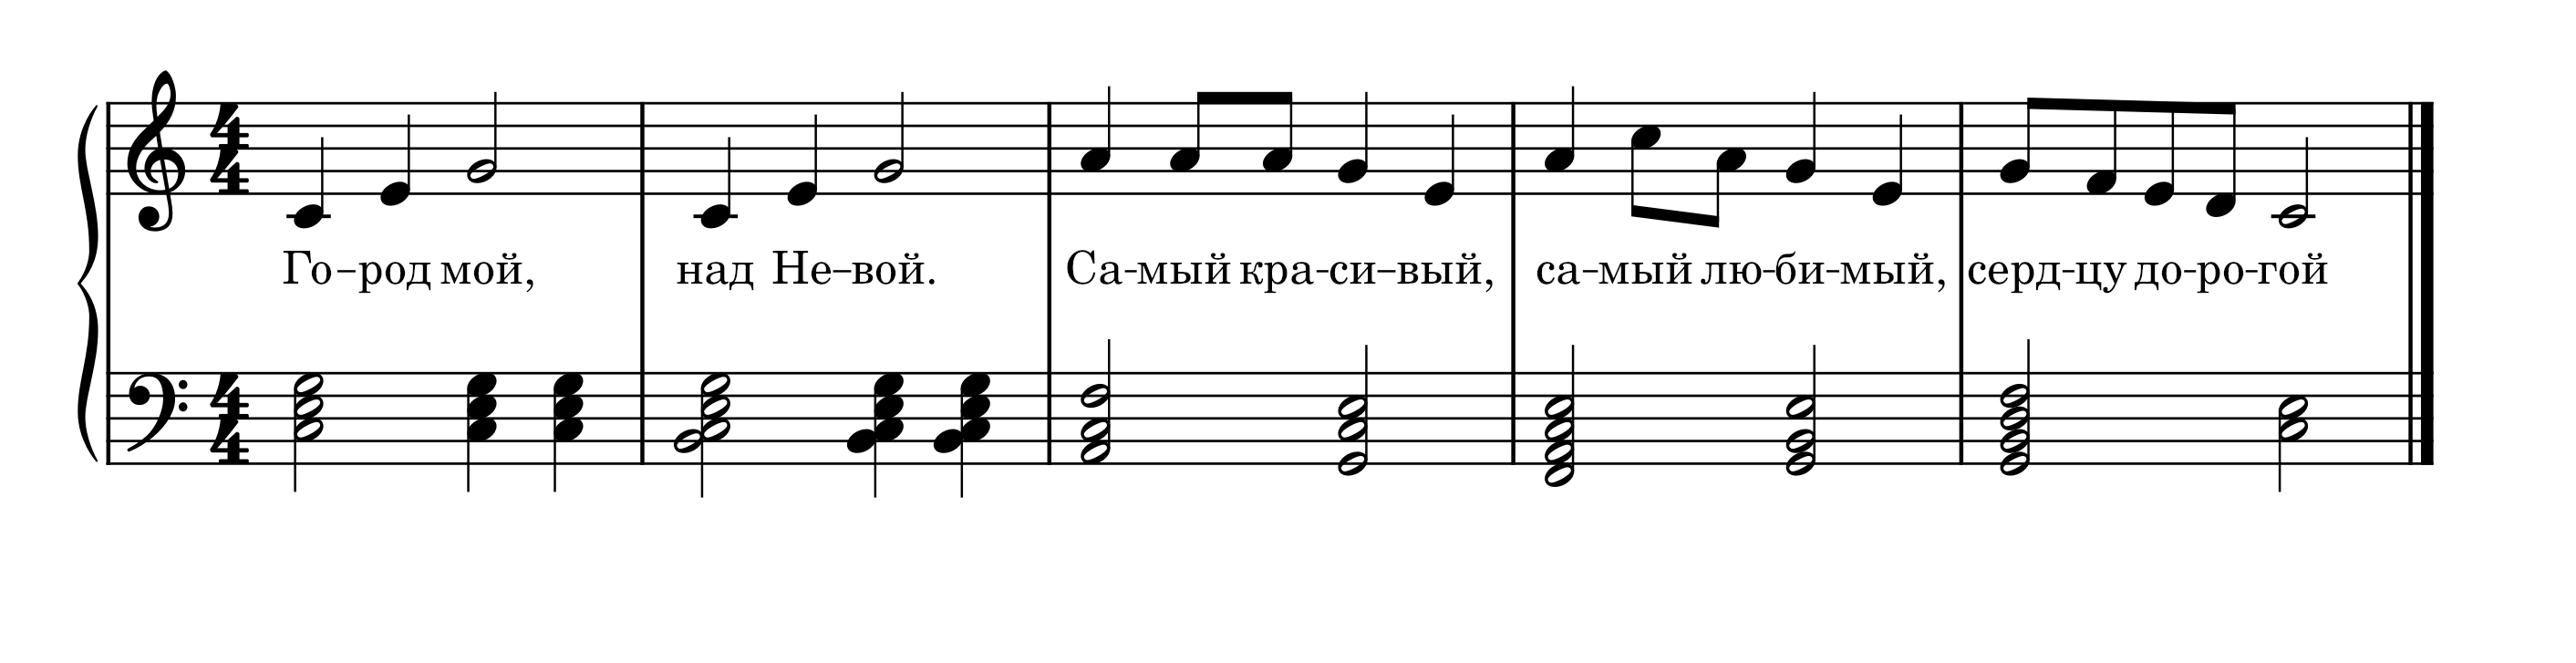 Го-род мой, над Не-вой. Са-мый кра-си-вый, са-мый лю-би-мый, серд-цу до-ро-гой